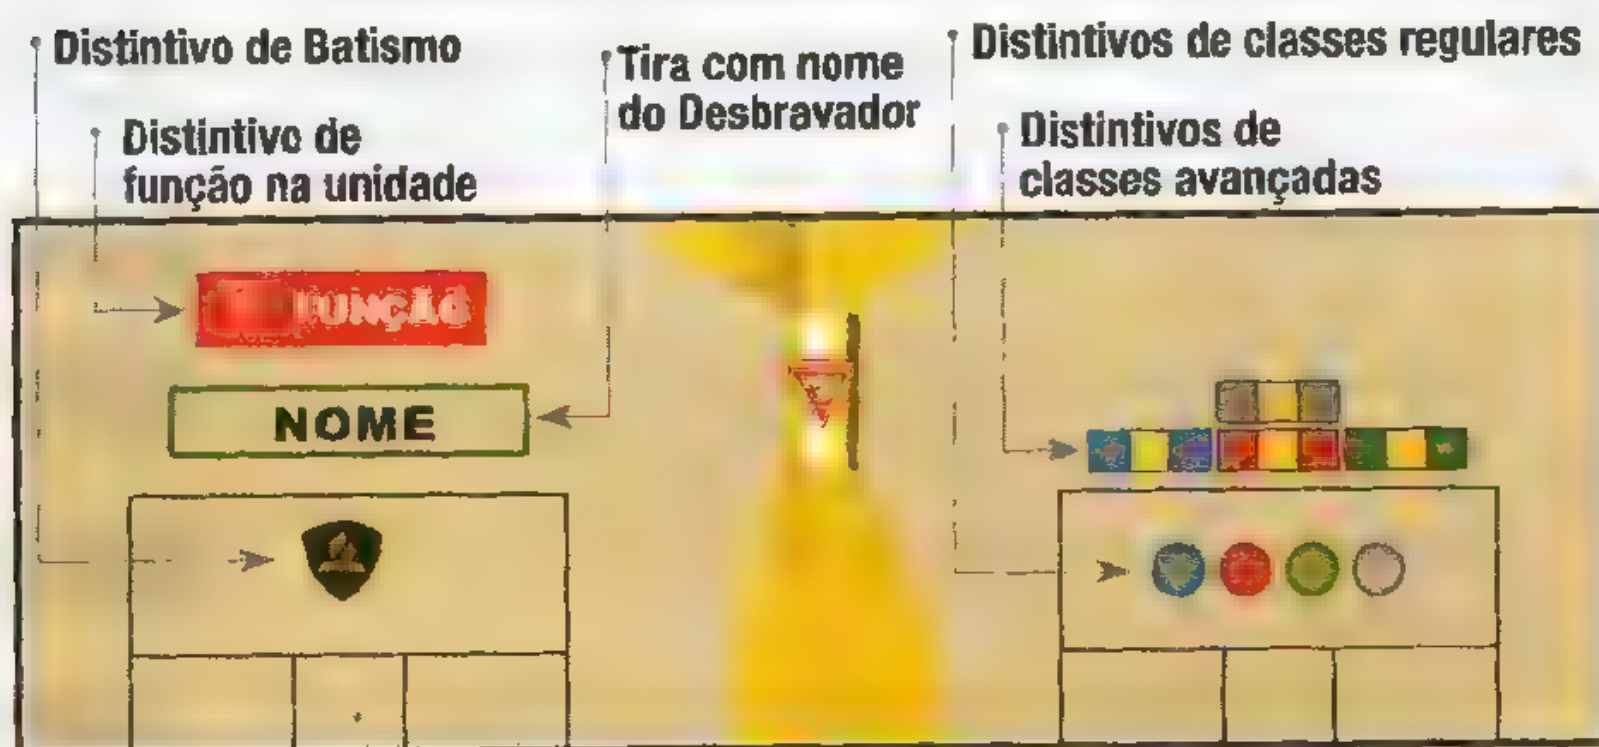 Distintivo de Batismo
Distintivo de
função na unidade
Tira com nome
do Desbravador
Distintivos de classes regulares
Distintivos de
classes avançadas
FUNÇÃO
NOME